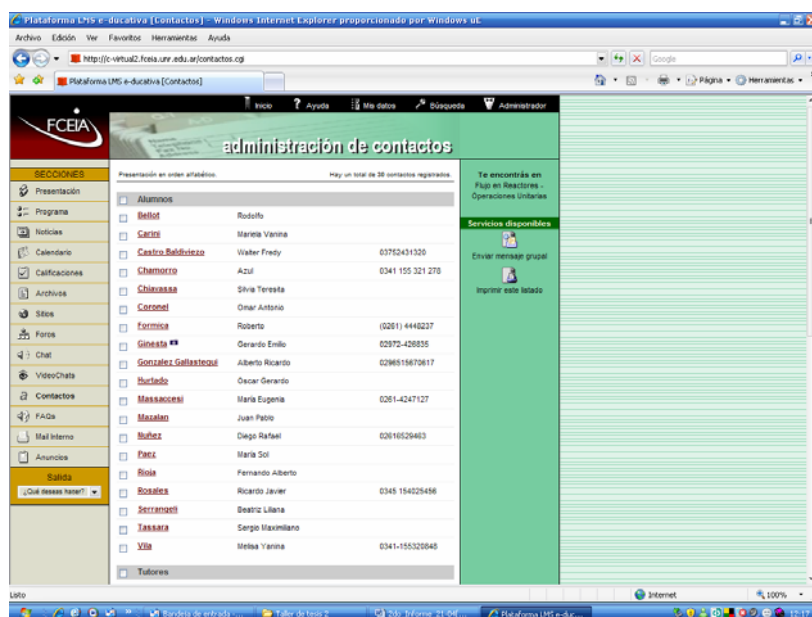 Plataforma LMS e-ducativa [Contactos] - Windows Internet Explorer proporcionado por Windows uE
Archivo Edición Ver Favoritos Herramientas Ayuda
http://c-virtual2.fceia.unr.edu.ar/contactos.cgi
Google
Plataforma LMS e-ducativa [Contactos]
Página Herramientas
Inicio Ayuda Mis datos Búsqueda Administrador
FCEIA
administración de contactos
SECCIONES
Presentación
Programa
Noticias
Calendario
Calificaciones
Archivos
Sitios
Foros
Chat
VideoChats
Contactos
FAQs
Mail Interno
Anuncios
Salida
¿Qué deseas hacer?
Presentación en orden alfabético. Hay un total de 30 contactos registrados.
Alumnos
Bellot Rodolfo
Carini Mariela Vanina
Castro Baldiviezo Walter Fredy 03752431320
Chamorro Azul 0341 155 321 278
Chiavassa Silvia Teresita
Coronel Omar Antonio
Formica Roberto (0261) 4448237
Ginesta Gerardo Emilio 02972-426835
Gonzalez Gallastegui Alberto Ricardo 0296515670617
Hurtado Oscar Gerardo
Massaccesi María Eugenia 0261-4247127
Mazalan Juan Pablo
Nuñez Diego Rafael 02616529463
Paez María Sol
Rioja Fernando Alberto
Rosales Ricardo Javier 0345 154025456
Serrangeli Beatriz Liliana
Tassara Sergio Maximiliano
Vila Melisa Yanina 0341-155320848
Tutores
Te encontrás en
Flujo en Reactores -
Operaciones Unitarias
Servicios disponibles
Enviar mensaje grupal
Imprimir este listado
Listo Internet 100%
Bandeja de entrada -... Taller de tesis 2 2do Informe 21-04(... Plataforma LMS e-duc... 12:17